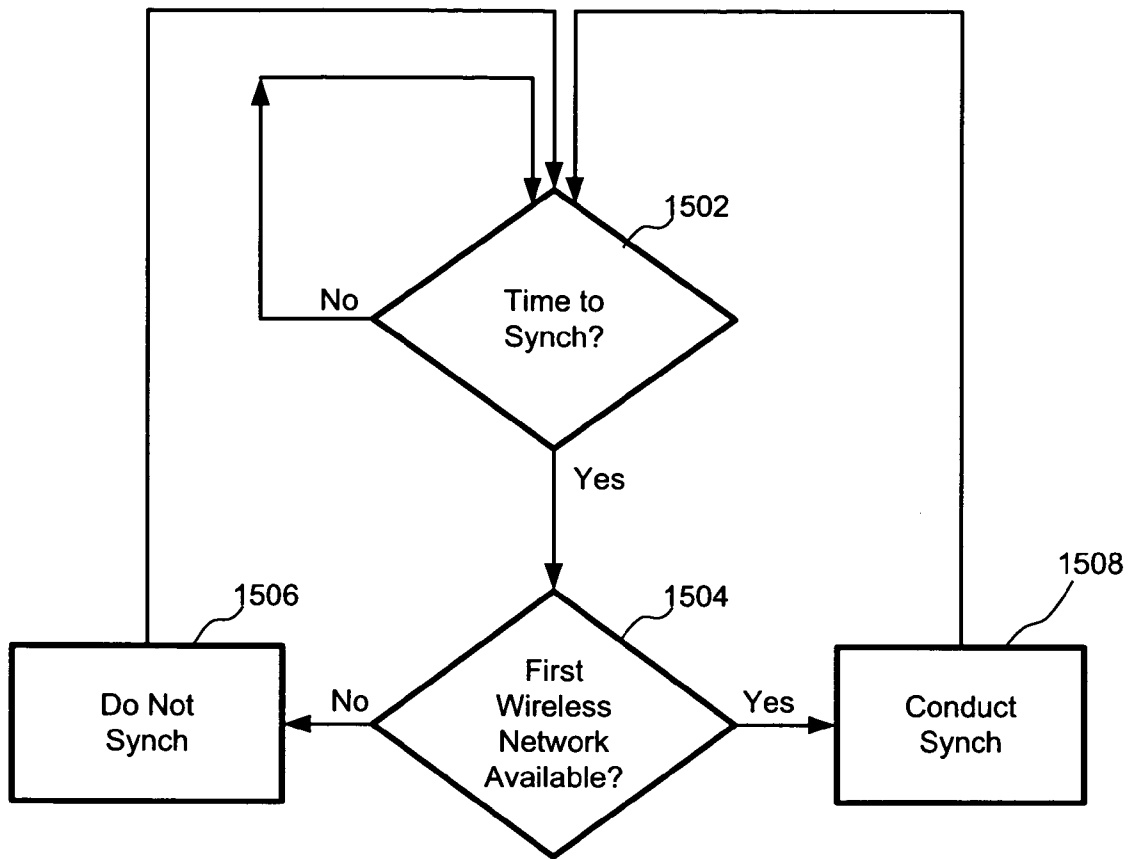 1502
No
Time to
Synch?
Yes
1506
1504
1508
Do Not
Synch
No
First
Wireless
Network
Available?
Yes
Conduct
Synch